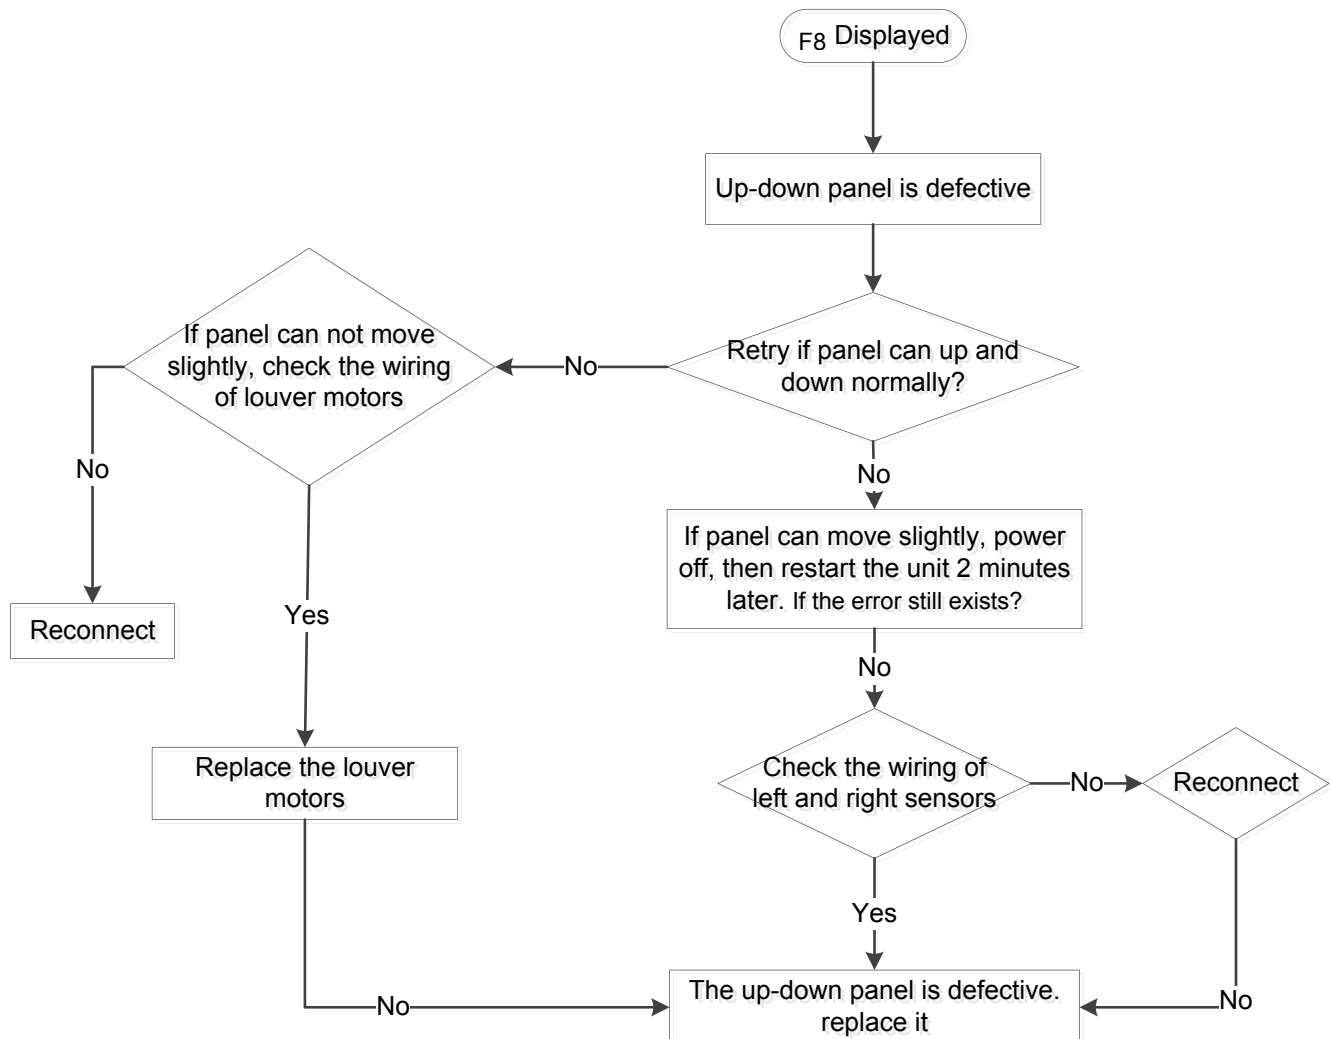 F8 Displayed
Up-down panel is defective
Retry if panel can up and
down normally?
No
If panel can not move
slightly, check the wiring
of louver motors
No
Reconnect
Yes
Replace the louver
motors
No
No
If panel can move slightly, power
off, then restart the unit 2 minutes
later. If the error still exists?
No
Check the wiring of
left and right sensors
No
Reconnect
No
Yes
The up-down panel is defective.
replace it